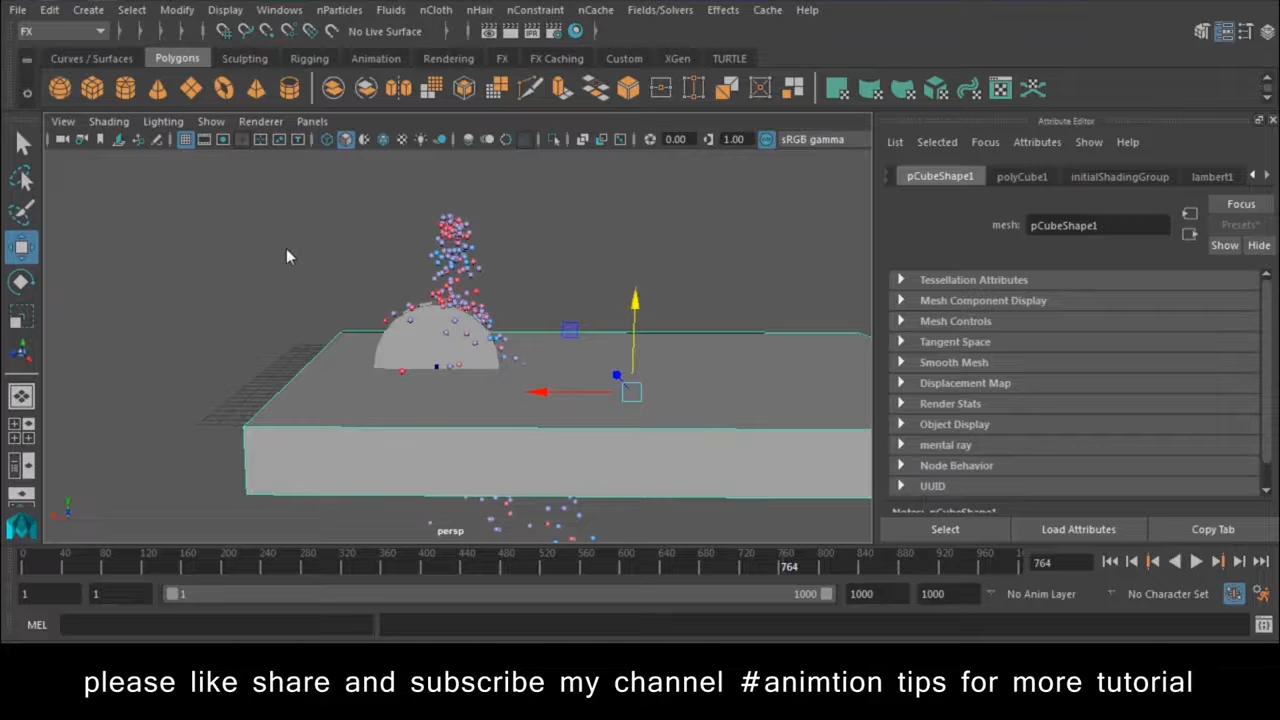 File Edit Create Select Modify Display Windows nParticles Fluids nCloth nHair nConstraint nCache Fields/Solvers Effects Cache Help
FX No Live Surface
Curves / Surfaces Polygons Sculpting Rigging Animation Rendering FX FX Caching Custom XGen TURTLE
View Shading Lighting Show Renderer Panels
0.00 1.00 sRGB gamma
Attribute Editor
List Selected Focus Attributes Show Help
pCubeShape1 polyCube1 initialShadingGroup lambert1
Focus
mesh: pCubeShape1
Presets*
Show Hide
Tessellation Attributes
Mesh Component Display
Mesh Controls
Tangent Space
Smooth Mesh
Displacement Map
Render Stats
Object Display
mental ray
Node Behavior
UUID
Notes: pCubeShape1
persp
Select Load Attributes Copy Tab
0 40 80 120 160 200 240 280 320 360 400 440 480 520 560 600 640 680 720 764 800 840 880 920 960 1
764
1 1 1 1000 1000 1000 No Anim Layer No Character Set
MEL
please like share and subscribe my channel #animtion tips for more tutorial